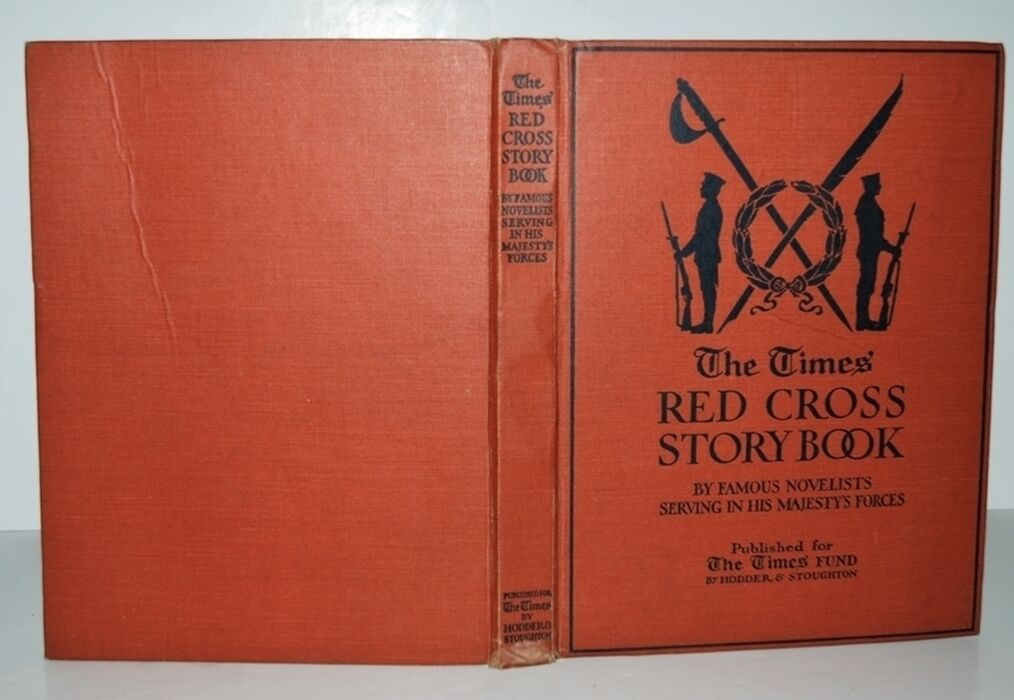 The
Times'
RED
CROSS
STORY
BOOK
BY FAMOUS
NOVELISTS
SERVING
IN HIS
MAJESTY'S
FORCES
PUBLISHED FOR
The Times
BY
HODDER &
STOUGHTON
The Times'
RED CROSS
STORY BOOK
BY FAMOUS NOVELISTS
SERVING IN HIS MAJESTY'S FORCES
Published for
The Times' FUND
BY HODDER & STOUGHTON